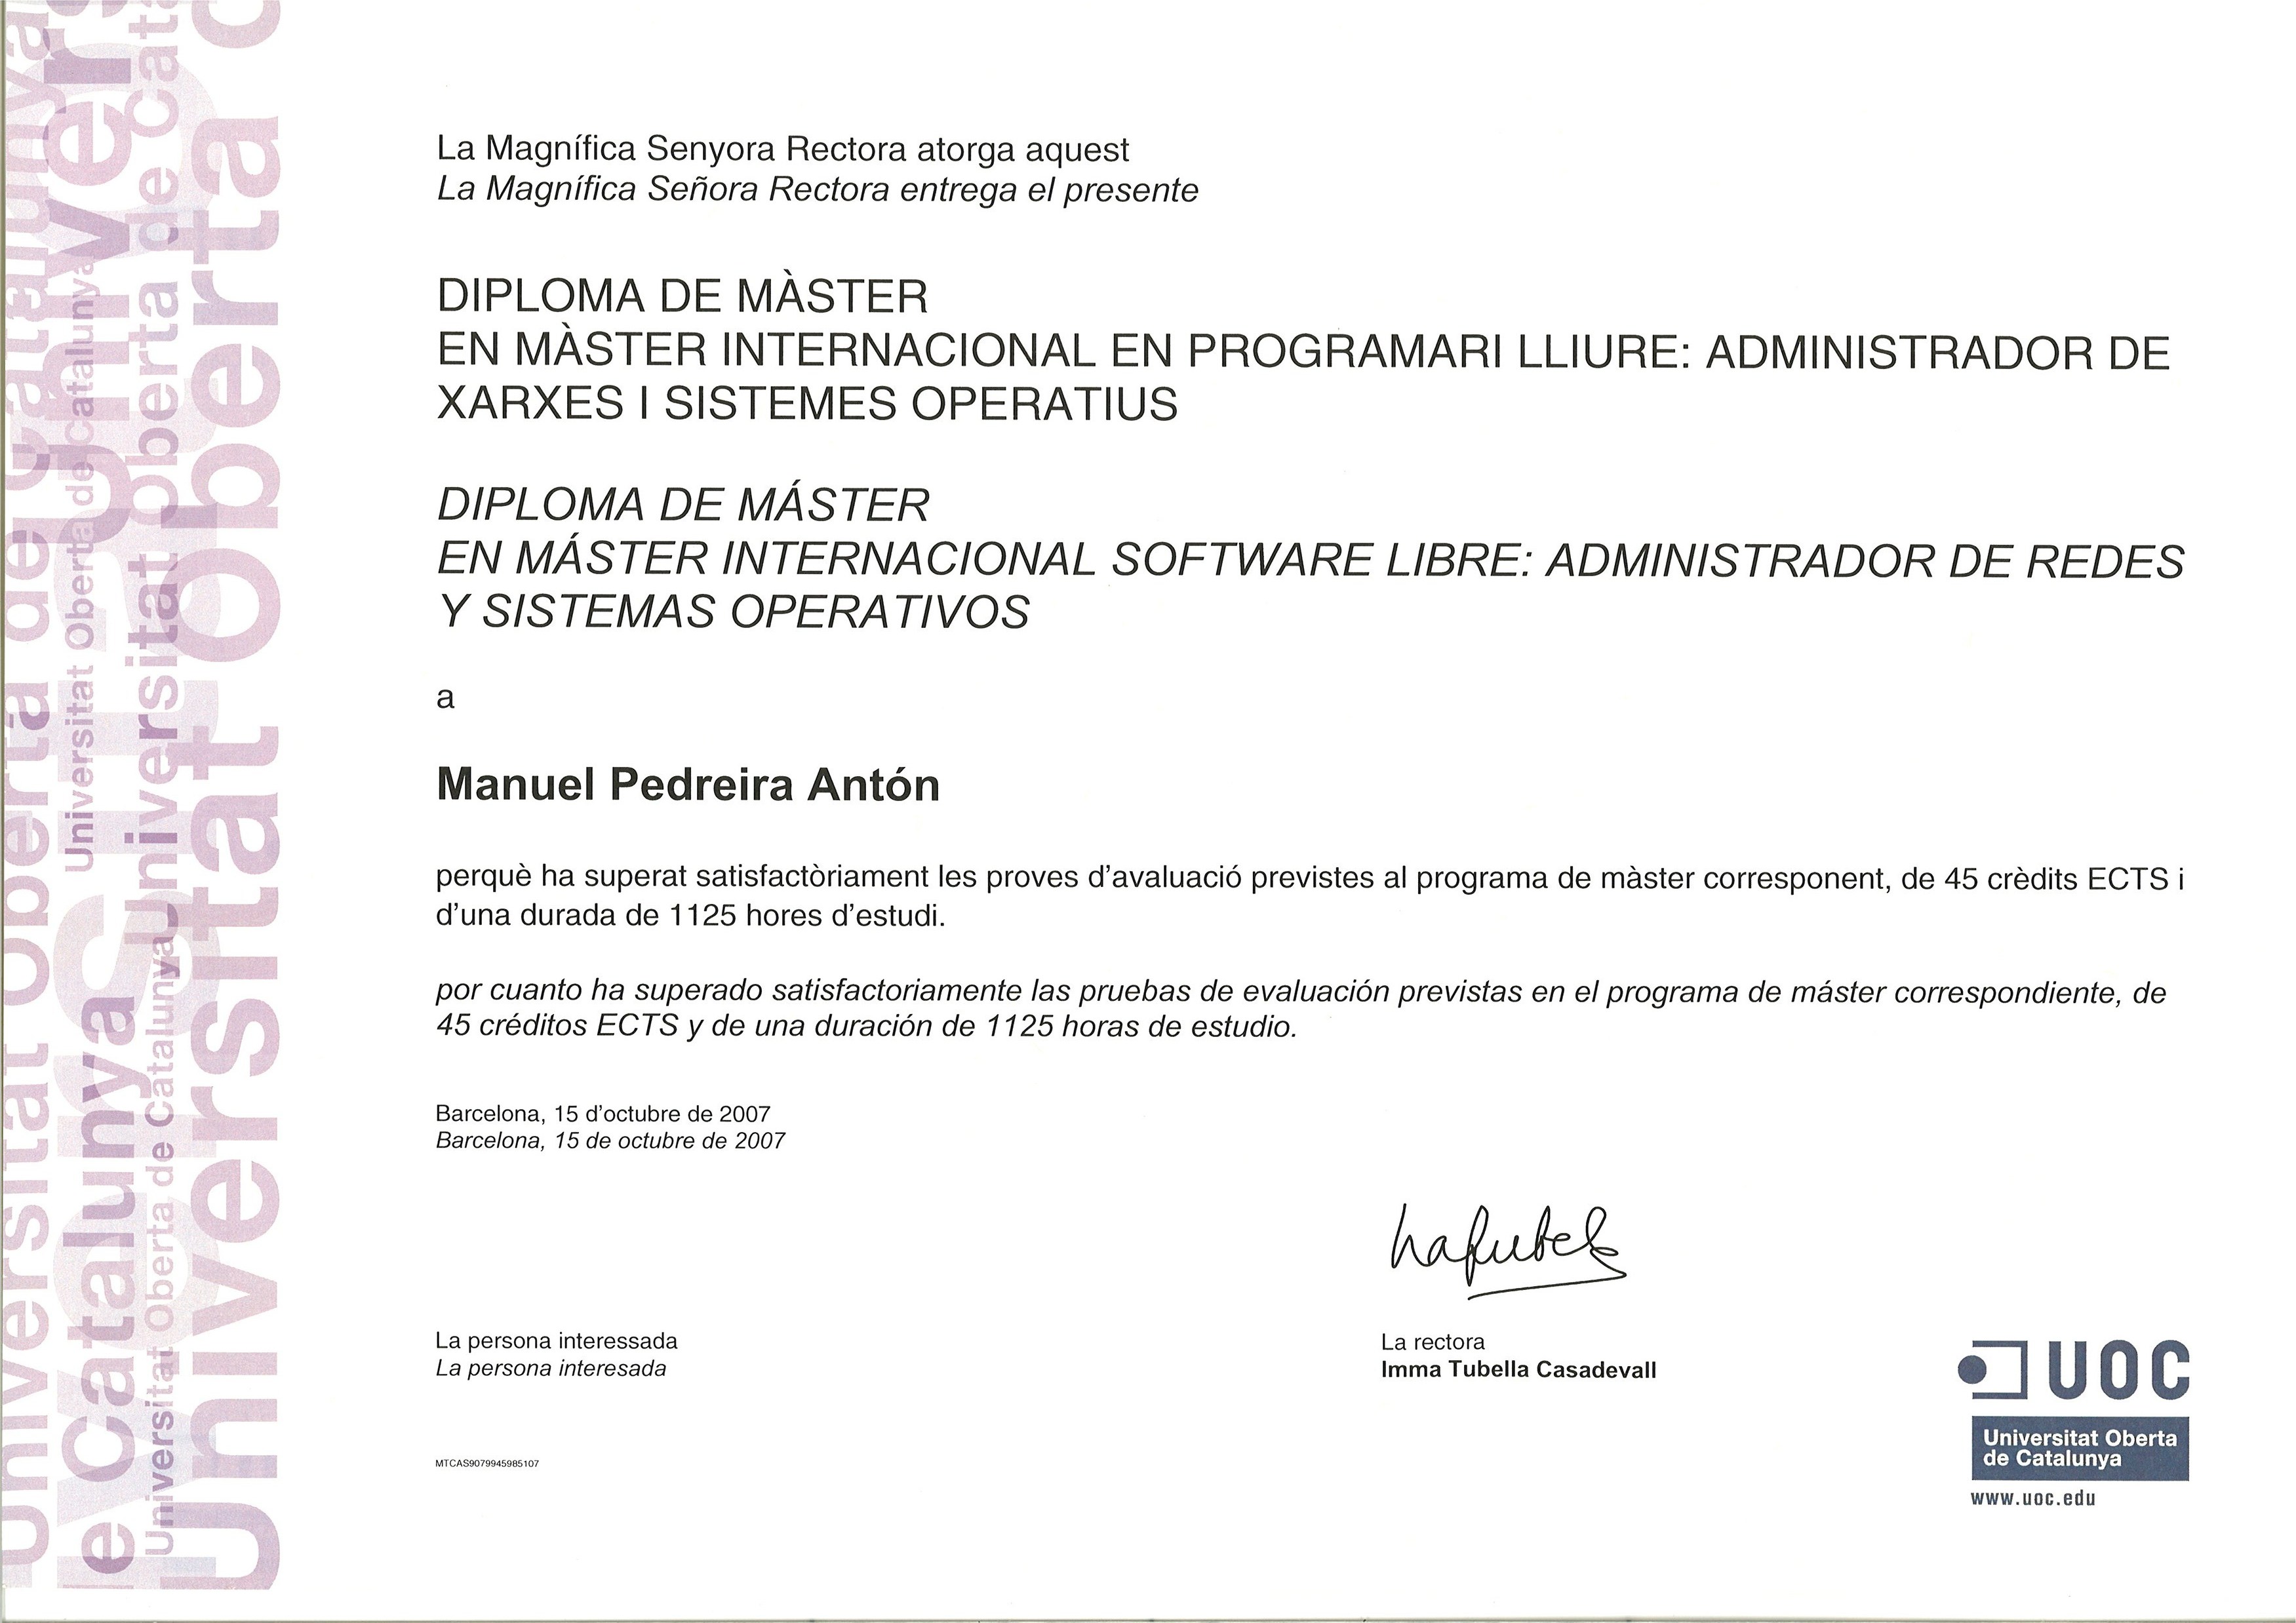 La Magnífica Senyora Rectora atorga aquest
La Magnífica Señora Rectora entrega el presente
DIPLOMA DE MÀSTER
EN MÀSTER INTERNACIONAL EN PROGRAMARI LLIURE: ADMINISTRADOR DE
XARXES I SISTEMES OPERATIUS
DIPLOMA DE MÁSTER
EN MÁSTER INTERNACIONAL SOFTWARE LIBRE: ADMINISTRADOR DE REDES
Y SISTEMAS OPERATIVOS
a
Manuel Pedreira Antón
perquè ha superat satisfactòriament les proves d'avaluació previstes al programa de màster corresponent, de 45 crèdits ECTS i
d'una durada de 1125 hores d'estudi.
por cuanto ha superado satisfactoriamente las pruebas de evaluación previstas en el programa de máster correspondiente, de
45 créditos ECTS y de una duración de 1125 horas de estudio.
Barcelona, 15 d'octubre de 2007
Barcelona, 15 de octubre de 2007
La persona interessada
La persona interesada
La rectora
Imma Tubella Casadevall
MTCAS9079945985107
UOC
Universitat Oberta
de Catalunya
www.uoc.edu
Universitat Oberta de Catalunya
Universitat Oberta de Catalunya
Universitat Oberta de Cat
Universitat Oberta de Catalunya
e Catalunya
Universitat Oberta